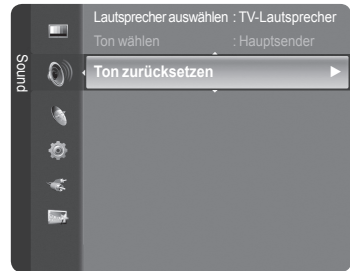 Lautsprecher auswählen : TV-Lautsprecher
Ton wählen : Hauptsender
Sound
Ton zurücksetzen